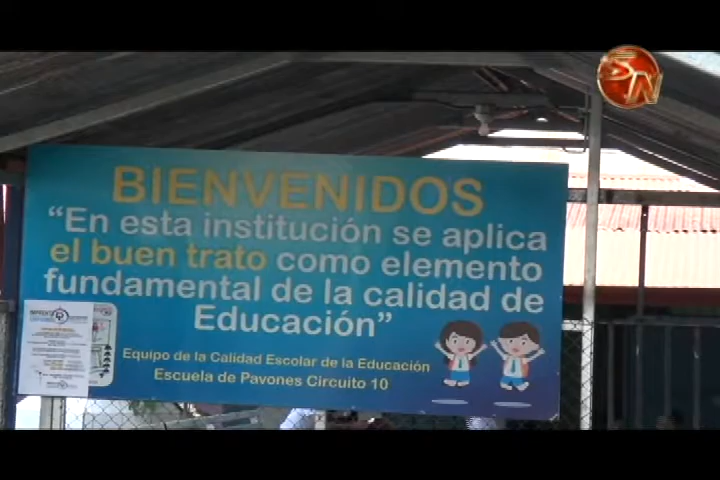 SN
BIENVENIDOS
“En esta institución se aplica
el buen trato como elemento
fundamental de la calidad de
Educación”
Equipo de la Calidad Escolar de la Educación
Escuela de Pavones Circuito 10